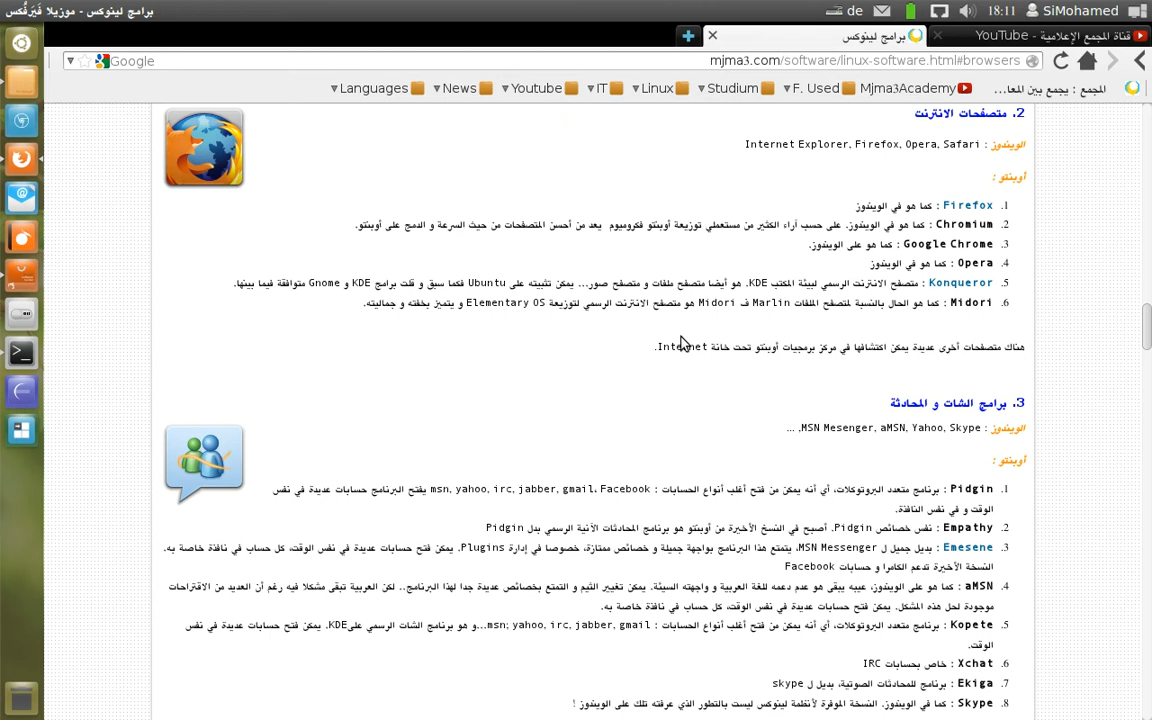 برامج لينوكس - موزيلا فَيَرفُكس
de
18:11
SiMohamed
برامج لينوكس
قناة المجمع الإعلامية - YouTube
Google
mjma3.com/software/linux-software.html#browsers
Languages
News
Youtube
IT
Linux
Studium
F. Used
Mjma3Academy
المجمع : يجمع بين المعا...
2. متصفحات الانترنت
الويندوز : Internet Explorer, Firefox, Opera, Safari
أوبنتو :
1. Firefox : كما هو في الويندوز
2. Chromium : كما هو في الويندوز. على حسب آراء الكثير من مستعملي توزيعة أوبنتو فكروميوم يعد من أحسن المتصفحات من حيث السرعة و الدمج على أوبنتو.
3. Google Chrome : كما هو على الويندوز.
4. Opera : كما هو في الويندوز
5. Konqueror : متصفح الانترنت الرسمي لبيئة المكتب KDE. هو أيضا متصفح ملفات و متصفح صور... يمكن تثبيته على Ubuntu فكما سبق و قلت برامج KDE و Gnome متوافقة فيما بينها.
6. Midori : كما هو الحال بالنسبة لمتصفح الملفات Marlin ف Midori هو متصفح الانترنت الرسمي لتوزيعة Elementary OS و يتميز بخفته و جماليته.
هناك متصفحات أخرى عديدة يمكن اكتشافها في مركز برمجيات أوبنتو تحت خانة Internet.
3. برامج الشات و المحادثة
الويندوز : MSN Mesenger, aMSN, Yahoo, Skype, ...
أوبنتو :
1. Pidgin : برنامج متعدد البروتوكلات، أي أنه يمكن من فتح أغلب أنواع الحسابات : msn, yahoo, irc, jabber, gmail، Facebook يفتح البرنامج حسابات عديدة في نفس
الوقت و في نفس النافذة.
2. Empathy : نفس خصائص Pidgin. أصبح في النسخ الأخيرة من أوبنتو هو برنامج المحادثات الآنية الرسمي بدل Pidgin
3. Emesene : بديل جميل ل MSN Messenger، يتمتع هذا البرنامج بواجهة جميلة و خصائص ممتازة، خصوصا في إدارة Plugins. يمكن فتح حسابات عديدة في نفس الوقت، كل حساب في نافذة خاصة به.
النسخة الأخيرة تدعم الكامرا و حسابات Facebook
4. aMSN : كما هو على الويندوز، عيبه يبقى هو عدم دعمه للغة العربية و واجهته السيئة. يمكن تغيير الثيم و التمتع بخصائص عديدة جدا لهذا البرنامج.. لكن العربية تبقى مشكلا فيه رغم أن العديد من الاقتراحات
موجودة لحل هذه المشكل. يمكن فتح حسابات عديدة في نفس الوقت، كل حساب في نافذة خاصة به.
5. Kopete : برنامج متعدد البروتوكلات، أي أنه يمكن من فتح أغلب أنواع الحسابات : msn; yahoo, irc, jabber, gmail...و هو برنامج الشات الرسمي علىKDE. يمكن فتح حسابات عديدة في نفس
الوقت.
6. Xchat : خاص بحسابات IRC
7. Ekiga : برنامج للمحادثات الصوتية، بديل ل skype
8. Skype : كما في الويندوز. النسخة الموفرة لأنظمة لينوكس ليست بالتطور الذي عرفته تلك على الويندوز !